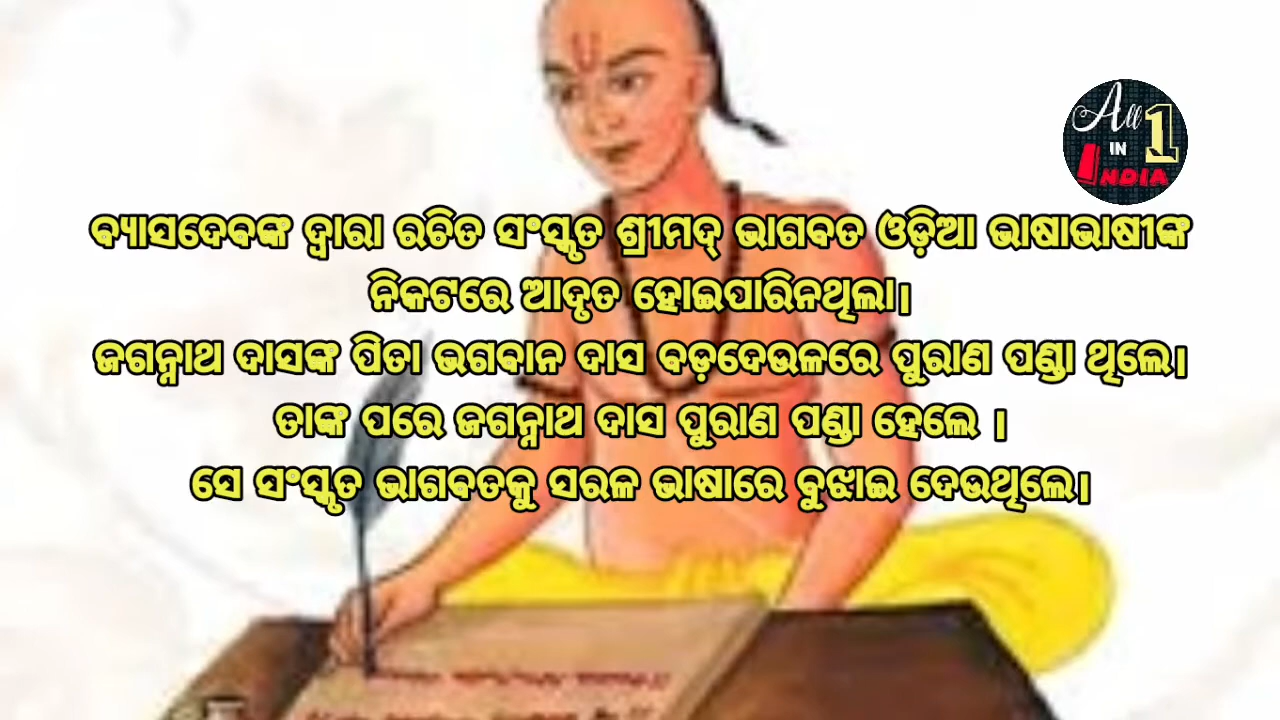 All
IN 1
INDIA
ବ୍ୟାସଦେବଙ୍କ ଦ୍ୱାରା ରଚିତ ସଂସ୍କୃତ ଶ୍ରୀମଦ୍ ଭାଗବତ ଓଡ଼ିଆ ଭାଷାଭାଷୀଙ୍କ
ନିକଟରେ ଆଦୃତ ହୋଇପାରିନଥିଲା।
ଜଗନ୍ନାଥ ଦାସଙ୍କ ପିତା ଭଗବାନ ଦାସ ବଡ଼ଦେଉଳରେ ପୁରାଣ ପଣ୍ଡା ଥିଲେ।
ତାଙ୍କ ପରେ ଜଗନ୍ନାଥ ଦାସ ପୁରାଣ ପଣ୍ଡା ହେଲେ ।
ସେ ସଂସ୍କୃତ ଭାଗବତକୁ ସରଳ ଭାଷାରେ ବୁଝାଇ ଦେଉଥିଲେ।